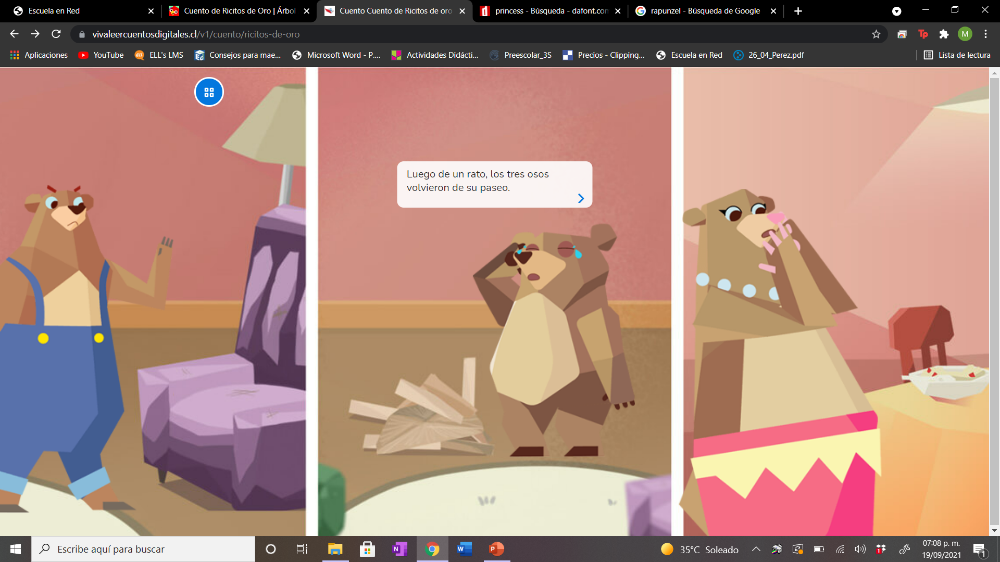 Escuela en Red
Cuento de Ricitos de Oro | Árbol
Cuento Cuento de Ricitos de oro
princess - Búsqueda - dafont.com
rapunzel - Búsqueda de Google
vivaleercuentosdigitales.cl/v1/cuento/ricitos-de-oro
M
Aplicaciones
YouTube
ELL's LMS
Consejos para mae...
Microsoft Word - P....
Actividades Didácti...
Preescolar_3S
Precios - Clipping...
Escuela en Red
26_04_Perez.pdf
Lista de lectura
Luego de un rato, los tres osos
volvieron de su paseo.
Escribe aquí para buscar
35°C Soleado
07:08 p. m.
19/09/2021
1